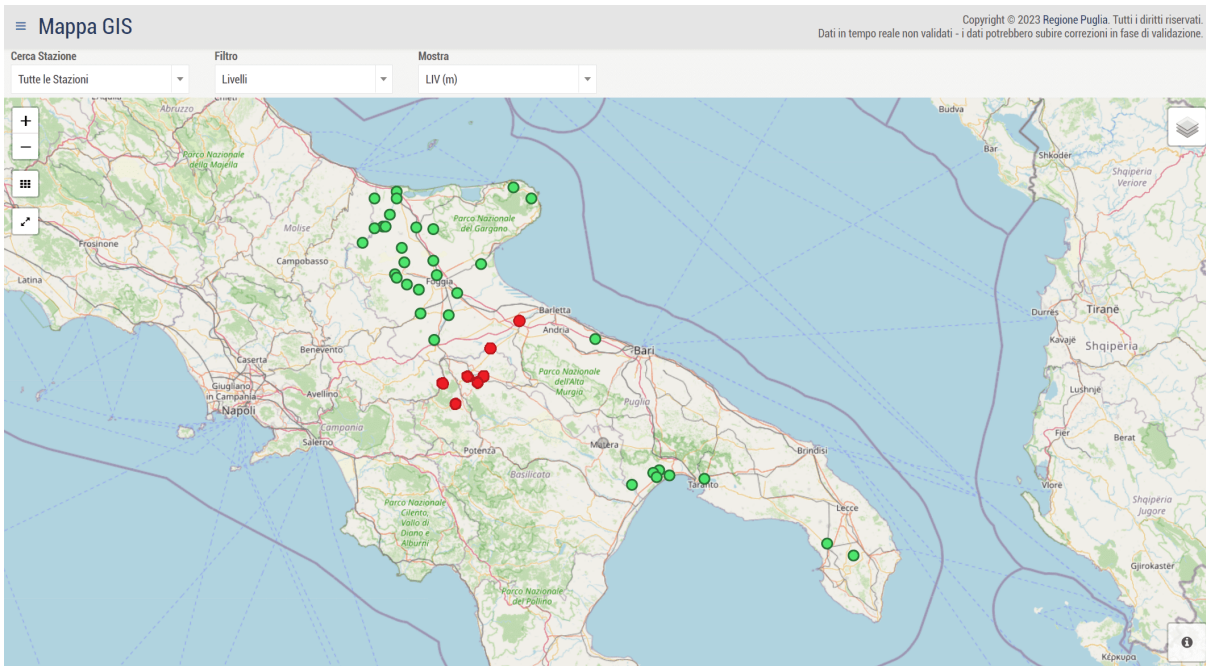 ≡ Mappa GIS
Copyright © 2023 Regione Puglia. Tutti i diritti riservati.
Dati in tempo reale non validati - i dati potrebbero subire correzioni in fase di validazione.
Cerca Stazione
Filtro
Mostra
Tutte le Stazioni
Livelli
LIV (m)
+
−
Abruzzo
Chieti
Budva
Bar
Shkodër
Parco Nazionale
della Majella
Shqipëria
Veriore
Parco Nazionale
del Gargano
Molise
Frosinone
Campobasso
Latina
Foggia
Barletta
Andria
Durrës
Tiranë
Kavajë
Shqipëria
Bari
Benevento
Caserta
Parco Nazionale
dell'Alta
Murgia
Giugliano
in Campania
Napoli
Avellino
Lushnjë
Puglia
Campania
Salerno
Fier
Berat
Matera
Potenza
Brindisi
Basilicata
Taranto
Vlorë
Parco Nazionale
Cilento,
Vallo di
Diano e
Alburni
Lecce
Shqipëria
Jugore
Gjirokastër
Parco Nazionale
del Pollino
Κέρκυρα